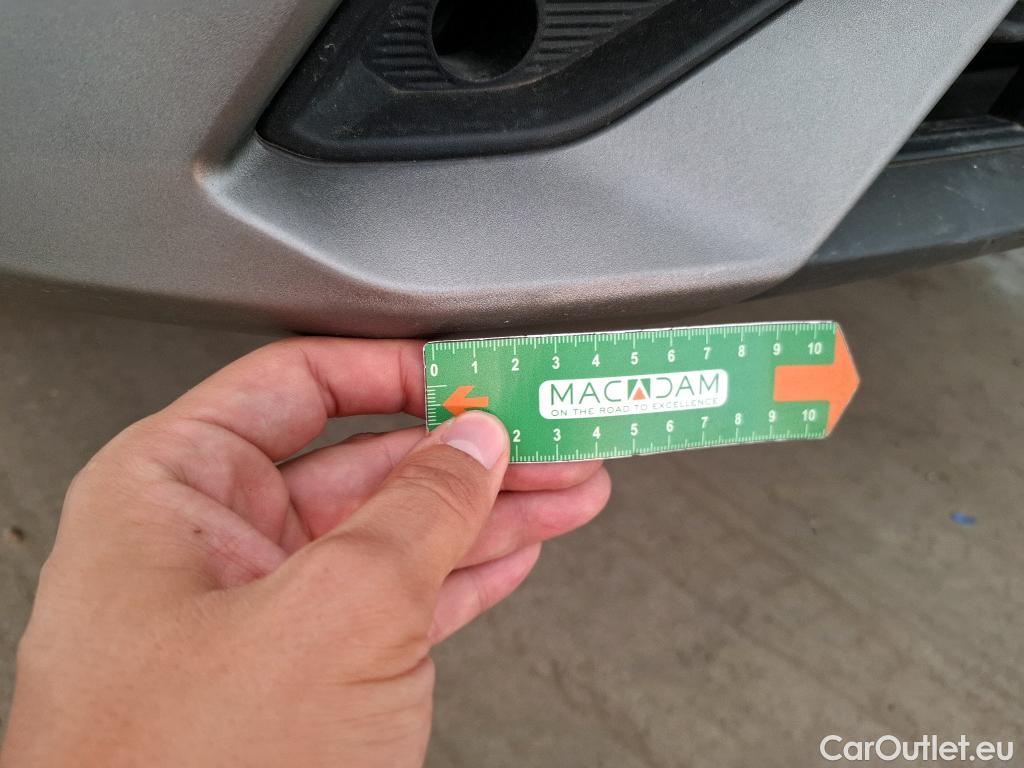 0 1 2 3 4 5 6 7 8 9 10
MACADAM
ON THE ROAD TO EXCELLENCE
2 3 4 5 6 7 8 9 10
CarOutlet.eu